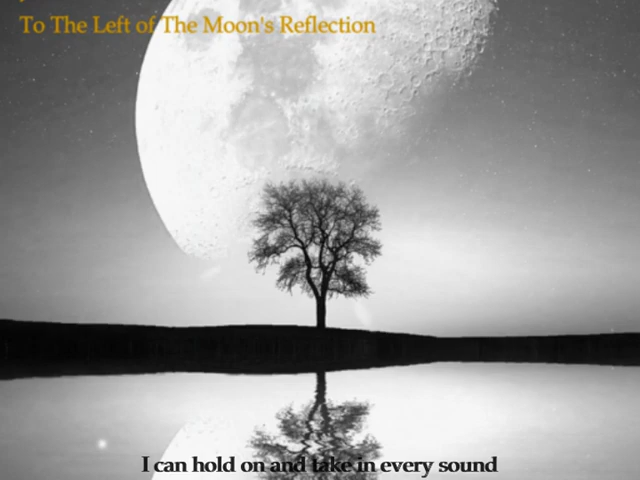 To The Left of The Moon's Reflection
I can hold on and take in every sound